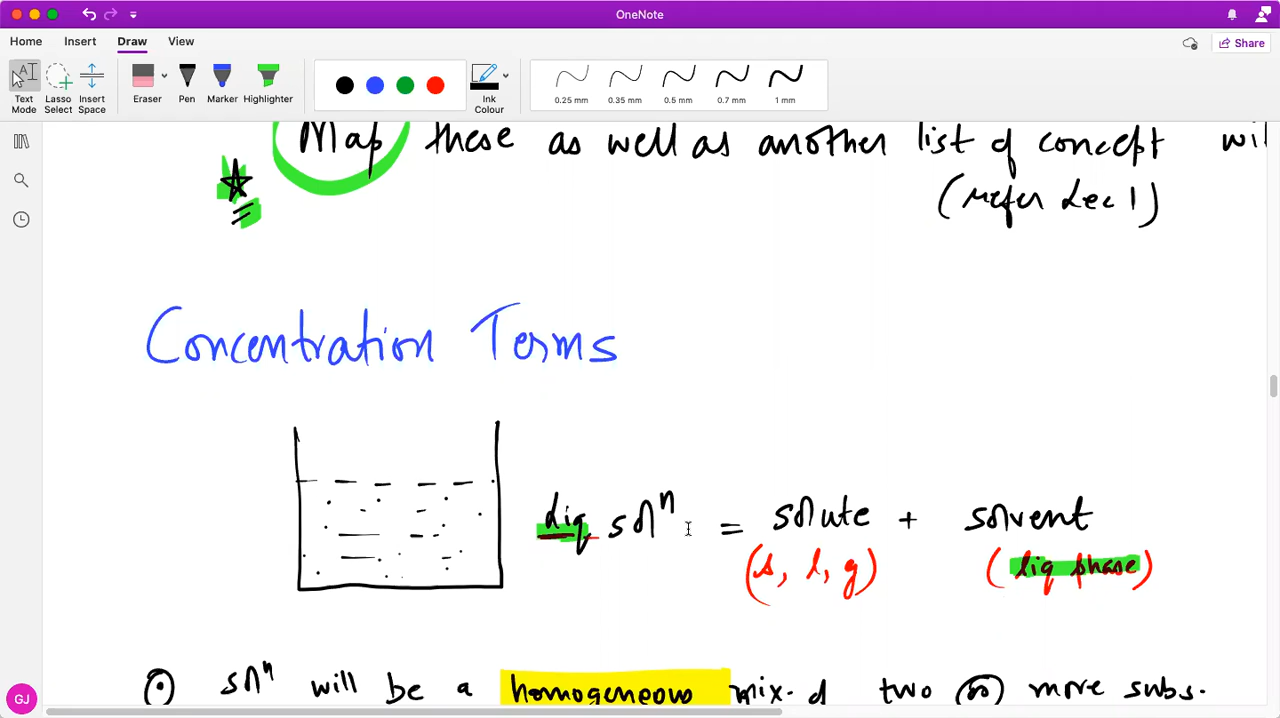 OneNote
Home Insert Draw View
Share
Text Mode Lasso Select Insert Space Eraser Pen Marker Highlighter Ink Colour 0.25 mm 0.35 mm 0.5 mm 0.7 mm 1 mm
Map these as well as another list of concept wil
(refer Lec 1)
Concentration Terms
Liq solⁿ = solute + solvent
(s, l, g) (liq phase)
GJ
⊙ solⁿ will be a homogeneous mix. of two or more subs.